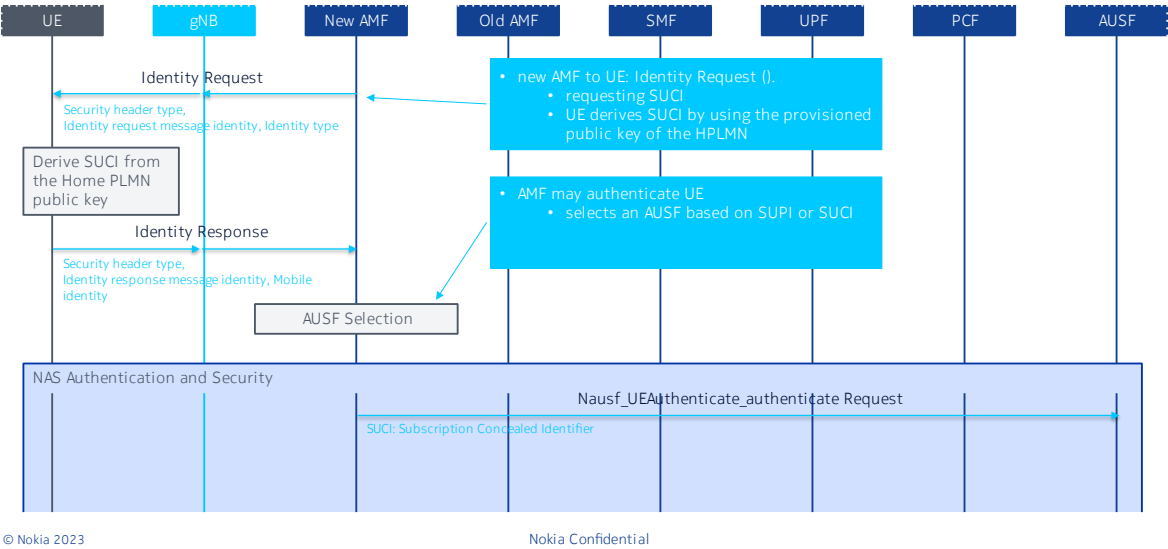 UE gNB New AMF Old AMF SMF UPF PCF AUSF
Identity Request
Security header type,
Identity request message identity, Identity type
• new AMF to UE: Identity Request ().
• requesting SUCI
• UE derives SUCI by using the provisioned
public key of the HPLMN
Derive SUCI from
the Home PLMN
public key
• AMF may authenticate UE
• selects an AUSF based on SUPI or SUCI
Identity Response
Security header type,
Identity response message identity, Mobile
identity
AUSF Selection
NAS Authentication and Security
Nausf_UEAuthenticate_authenticate Request
SUCI: Subscription Concealed Identifier
© Nokia 2023
Nokia Confidential